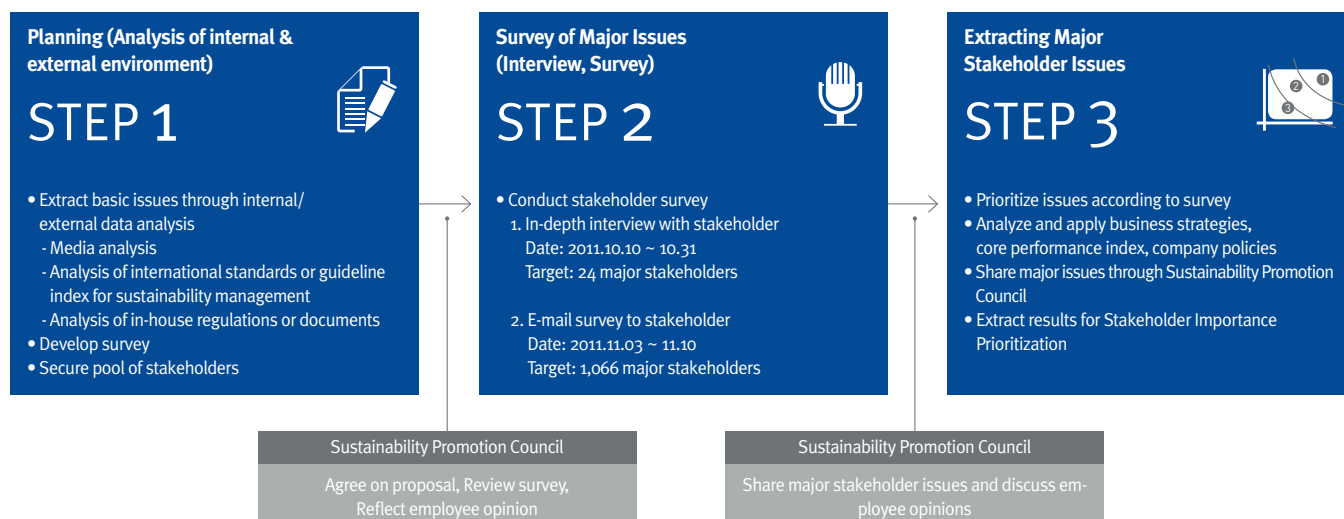 Planning (Analysis of internal &
external environment)
STEP 1
• Extract basic issues through internal/
external data analysis
- Media analysis
- Analysis of international standards or guideline
index for sustainability management
- Analysis of in-house regulations or documents
• Develop survey
• Secure pool of stakeholders
Survey of Major Issues
(Interview, Survey)
STEP 2
• Conduct stakeholder survey
1. In-depth interview with stakeholder
Date: 2011.10.10 ~ 10.31
Target: 24 major stakeholders
2. E-mail survey to stakeholder
Date: 2011.11.03 ~ 11.10
Target: 1,066 major stakeholders
Extracting Major
Stakeholder Issues
STEP 3
1
2
3
• Prioritize issues according to survey
• Analyze and apply business strategies,
core performance index, company policies
• Share major issues through Sustainability Promotion
Council
• Extract results for Stakeholder Importance
Prioritization
Sustainability Promotion Council
Agree on proposal, Review survey,
Reflect employee opinion
Sustainability Promotion Council
Share major stakeholder issues and discuss em-
ployee opinions